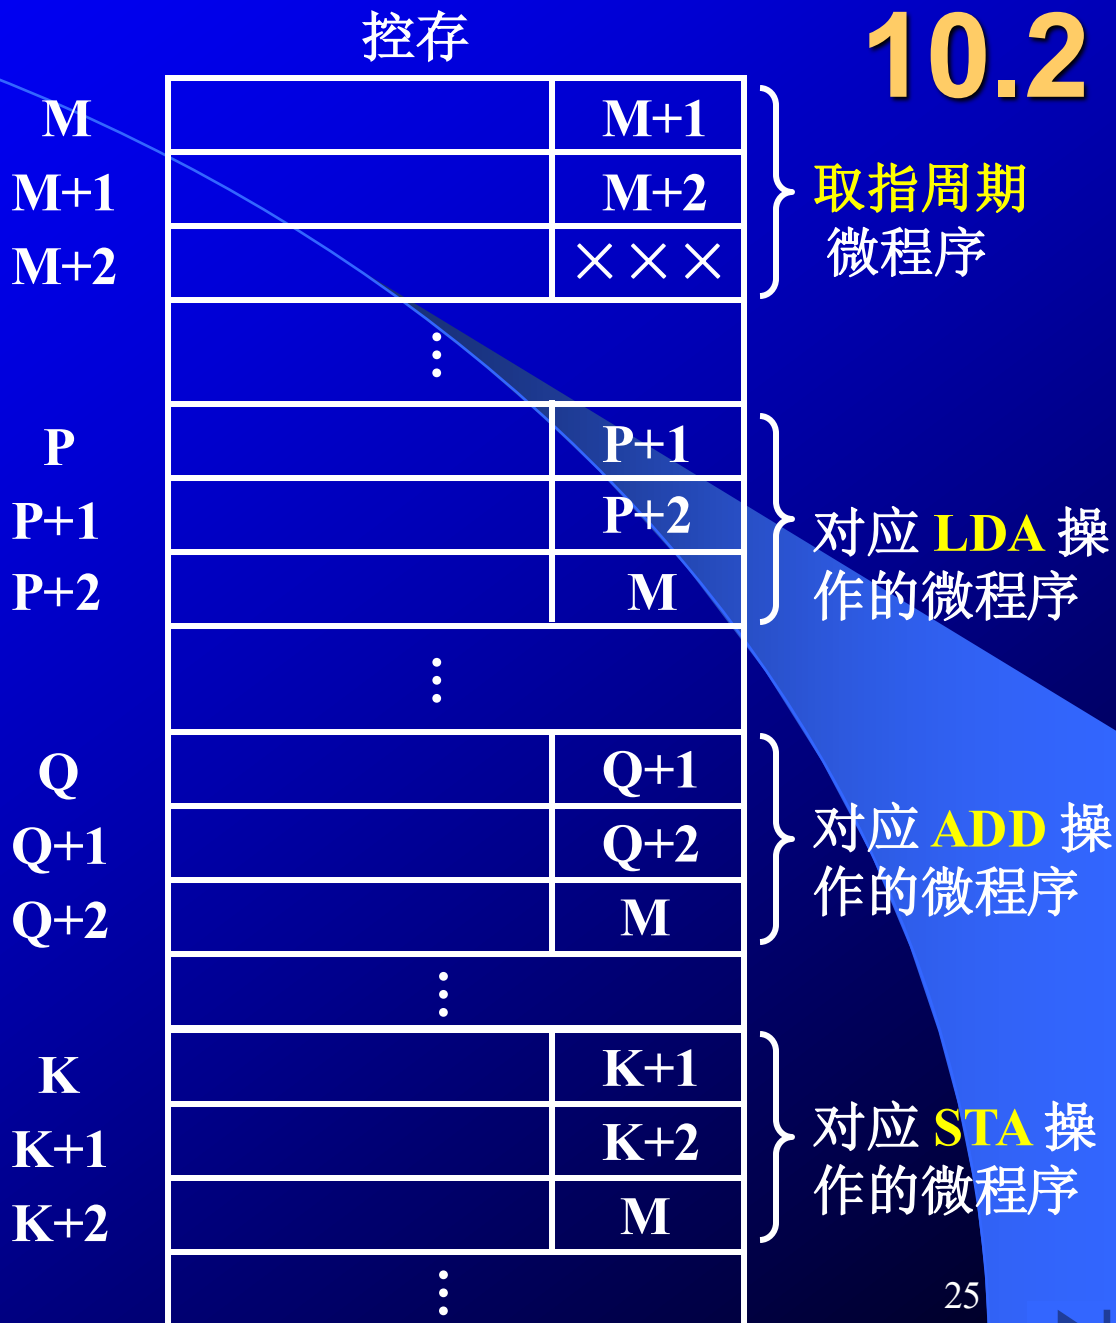 控存
10.2
M M+1
M+1 M+2
M+2 ×××
取指周期
微程序
⋮
P P+1
P+1 P+2
P+2 M
对应 LDA 操
作的微程序
⋮
Q Q+1
Q+1 Q+2
Q+2 M
对应 ADD 操
作的微程序
⋮
K K+1
K+1 K+2
K+2 M
对应 STA 操
作的微程序
⋮
25